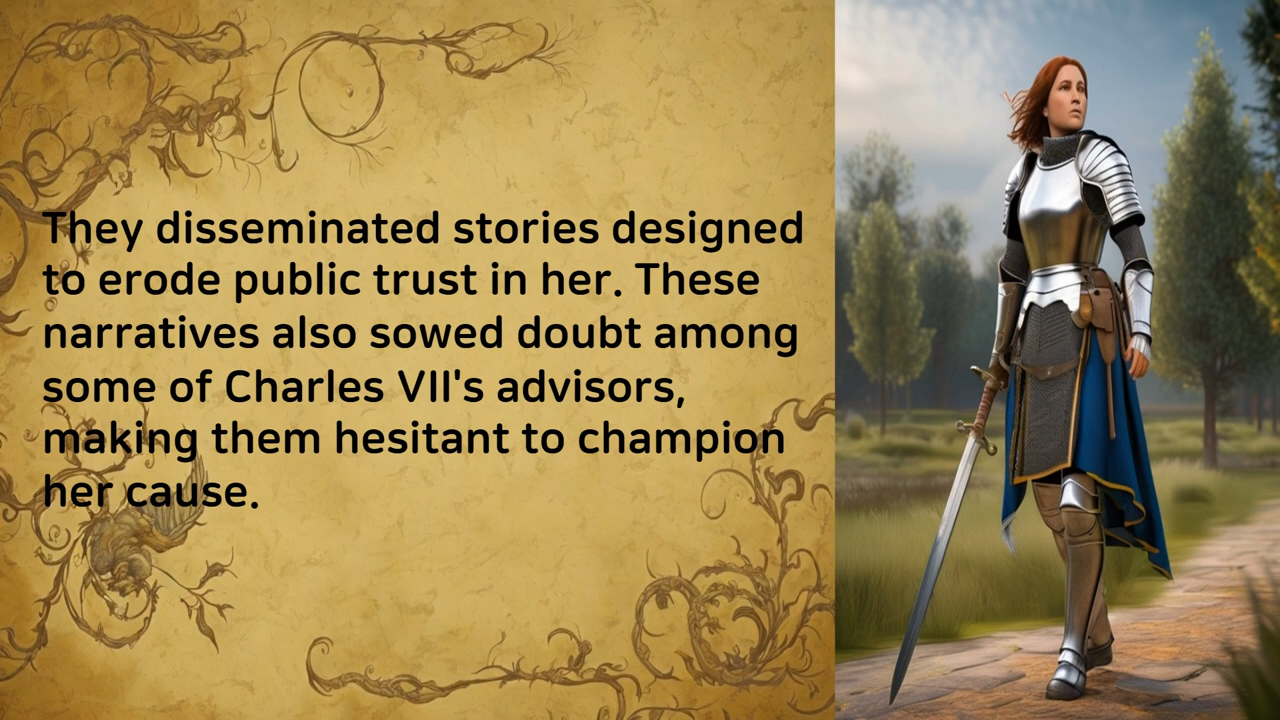 They disseminated stories designed
to erode public trust in her. These
narratives also sowed doubt among
some of Charles VII's advisors,
making them hesitant to champion
her cause.